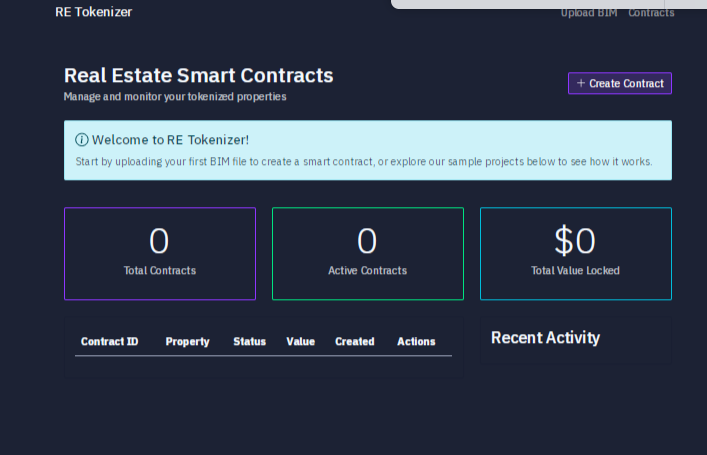 RE Tokenizer
Upload BIM Contracts
Real Estate Smart Contracts
Manage and monitor your tokenized properties
+ Create Contract
Welcome to RE Tokenizer!
Start by uploading your first BIM file to create a smart contract, or explore our sample projects below to see how it works.
0
Total Contracts
0
Active Contracts
$0
Total Value Locked
Contract ID Property Status Value Created Actions
Recent Activity